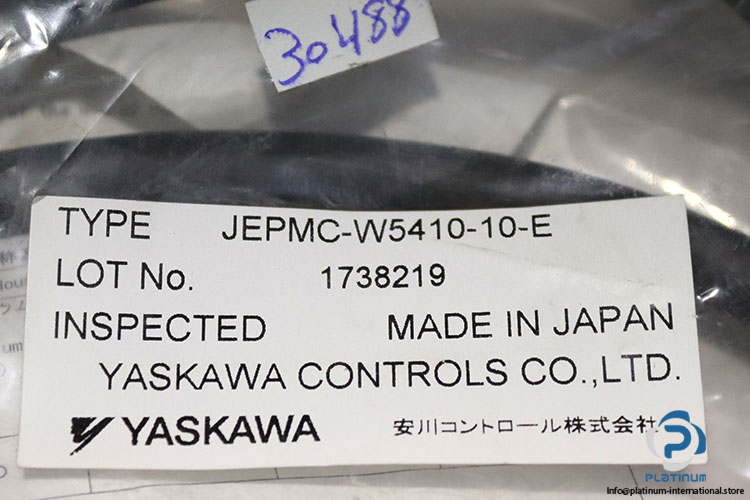 30488
TYPE JEPMC-W5410-10-E
LOT No. 1738219
INSPECTED MADE IN JAPAN
YASKAWA CONTROLS CO.,LTD.
YASKAWA 安川コントロール株式会社
PLATINUM
Info@platinum-international.store